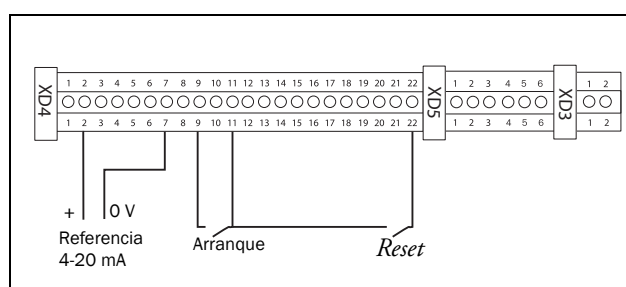 XD4
1 2 3 4 5 6 7 8 9 10 11 12 13 14 15 16 17 18 19 20 21 22
1 2 3 4 5 6 7 8 9 10 11 12 13 14 15 16 17 18 19 20 21 22
XD5
1 2 3 4 5 6
1 2 3 4 5 6
XD3
1 2
1 2
+ 0 V
Referencia
4-20 mA
Arranque
Reset